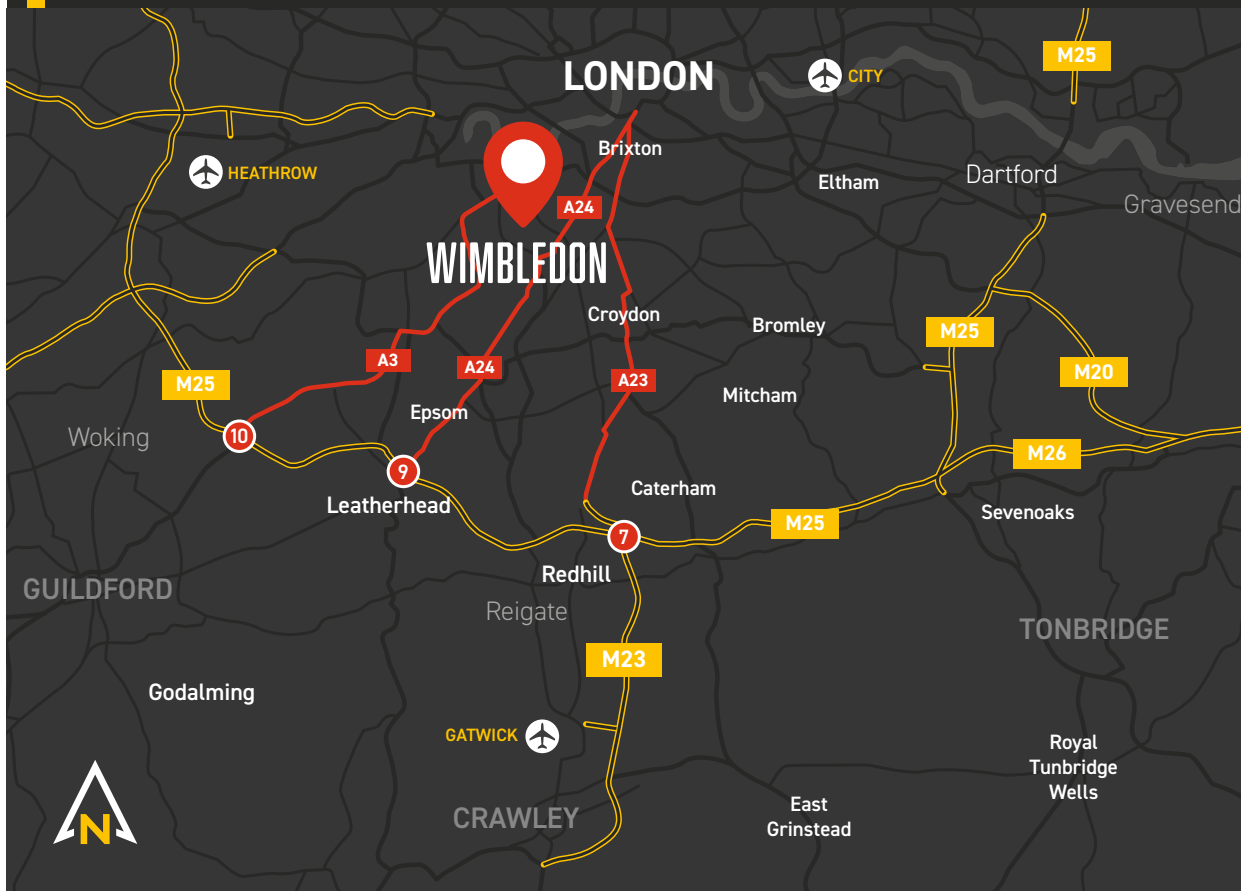 M25
LONDON
CITY
Brixton
HEATHROW
Eltham
Dartford
A24
Gravesend
WIMBLEDON
Croydon
Bromley
M25
A3
A24
M20
M25
A23
Mitcham
Epsom
Woking
10
M26
9
Caterham
Leatherhead
Sevenoaks
M25
7
Redhill
GUILDFORD
Reigate
TONBRIDGE
M23
Godalming
GATWICK
Royal
Tunbridge
Wells
CRAWLEY
East
Grinstead
N